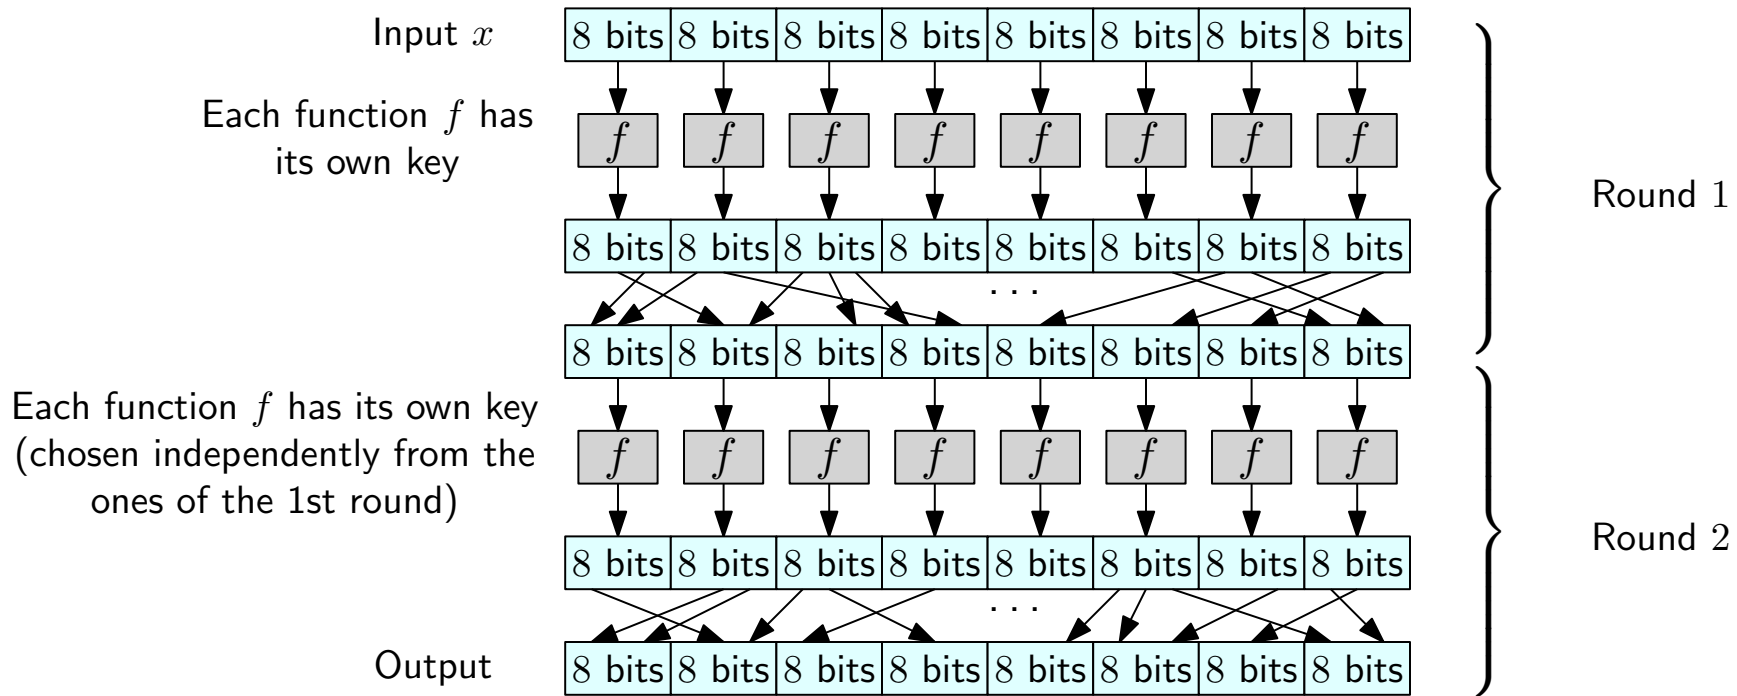 Input x
8 bits 8 bits 8 bits 8 bits 8 bits 8 bits 8 bits 8 bits
Each function f has
its own key
f f f f f f f f
Round 1
8 bits 8 bits 8 bits 8 bits 8 bits 8 bits 8 bits 8 bits
. . .
8 bits 8 bits 8 bits 8 bits 8 bits 8 bits 8 bits 8 bits
Each function f has its own key
(chosen independently from the
ones of the 1st round)
f f f f f f f f
Round 2
8 bits 8 bits 8 bits 8 bits 8 bits 8 bits 8 bits 8 bits
. . .
Output
8 bits 8 bits 8 bits 8 bits 8 bits 8 bits 8 bits 8 bits